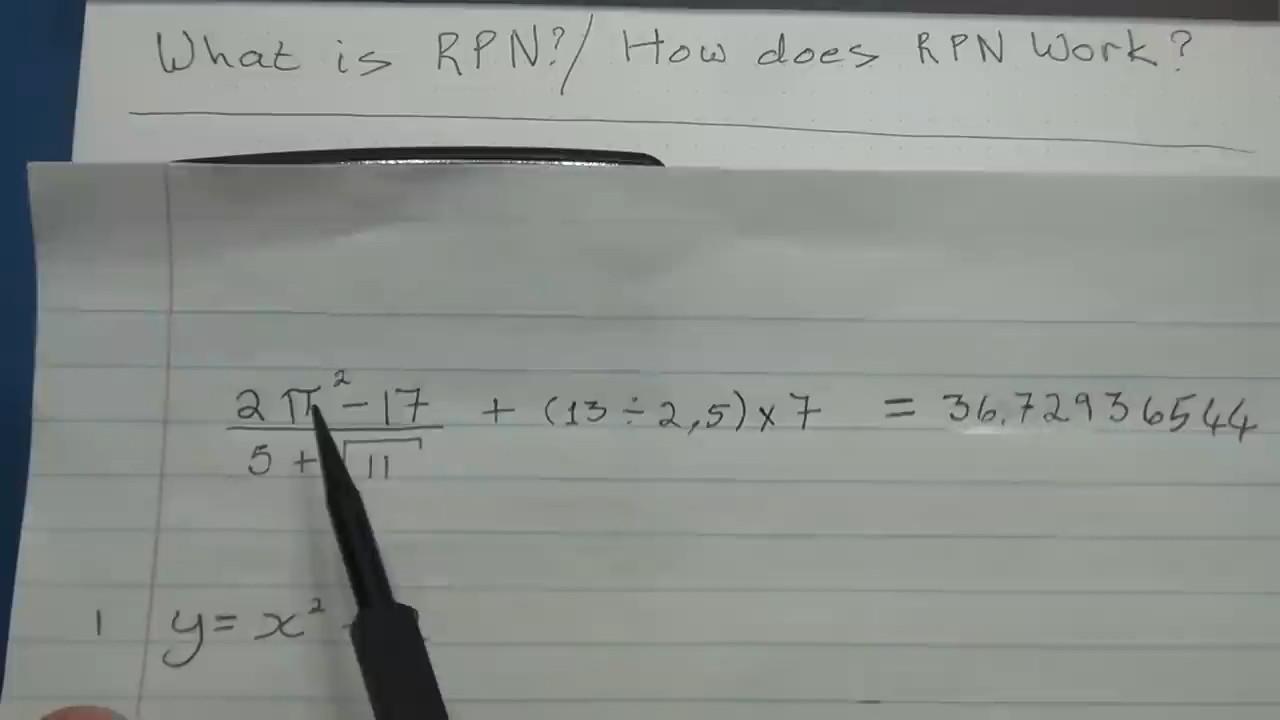 What is RPN?/ How does RPN Work?
2π² - 17 + (13 ÷ 2,5) × 7 = 36.72936544
5 + √11
1 y = x²